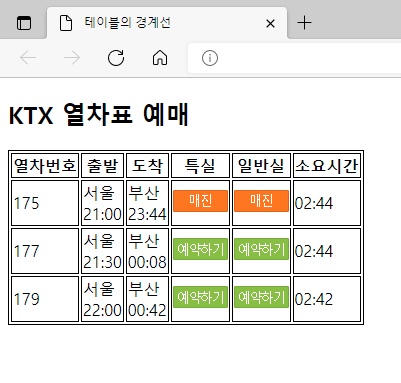 테이블의 경계선
KTX 열차표 예매
열차번호 출발 도착 특실 일반실 소요시간
175 서울 21:00 부산 23:44 매진 매진 02:44
177 서울 21:30 부산 00:08 예약하기 예약하기 02:44
179 서울 22:00 부산 00:42 예약하기 예약하기 02:42